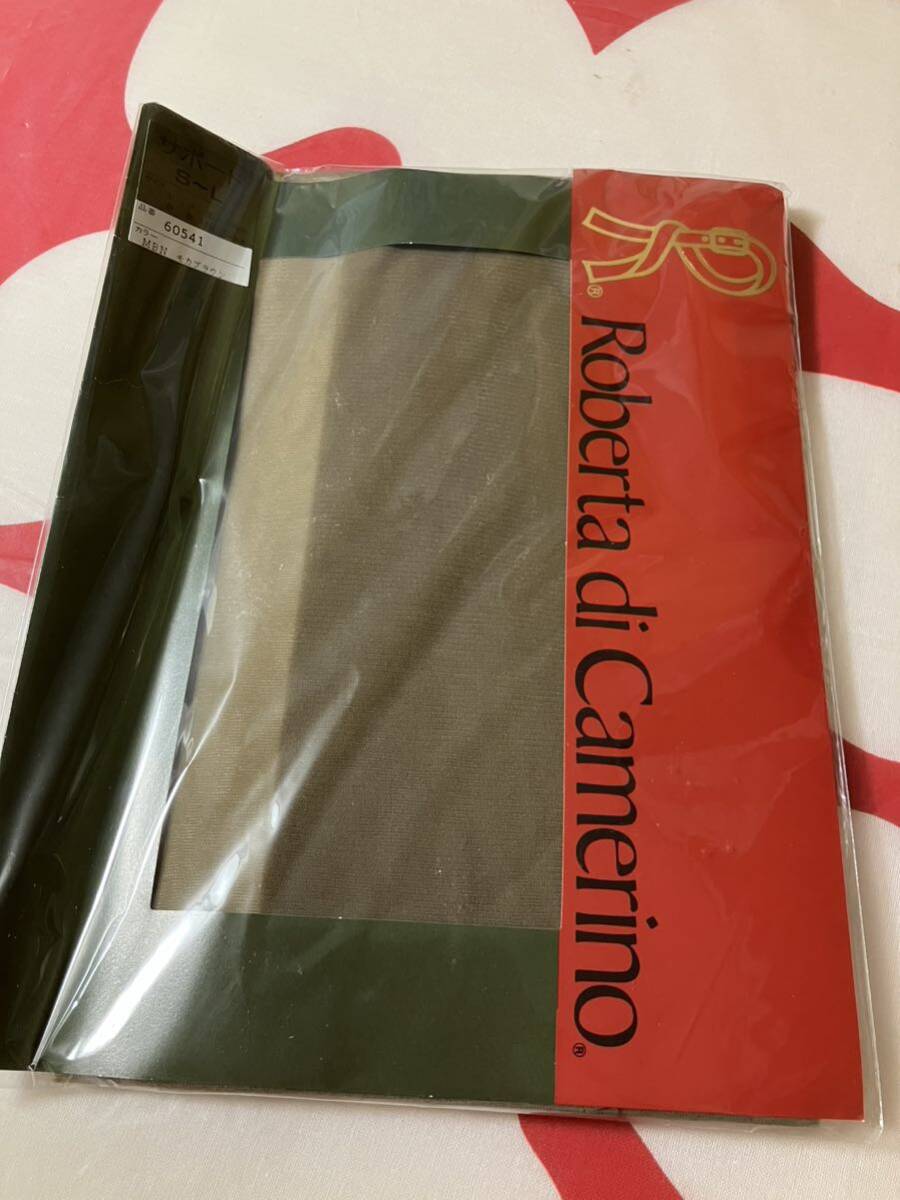 サポート
S~L
品番 60541
カラー
MBN モカブラウン
® Roberta di Camerino®